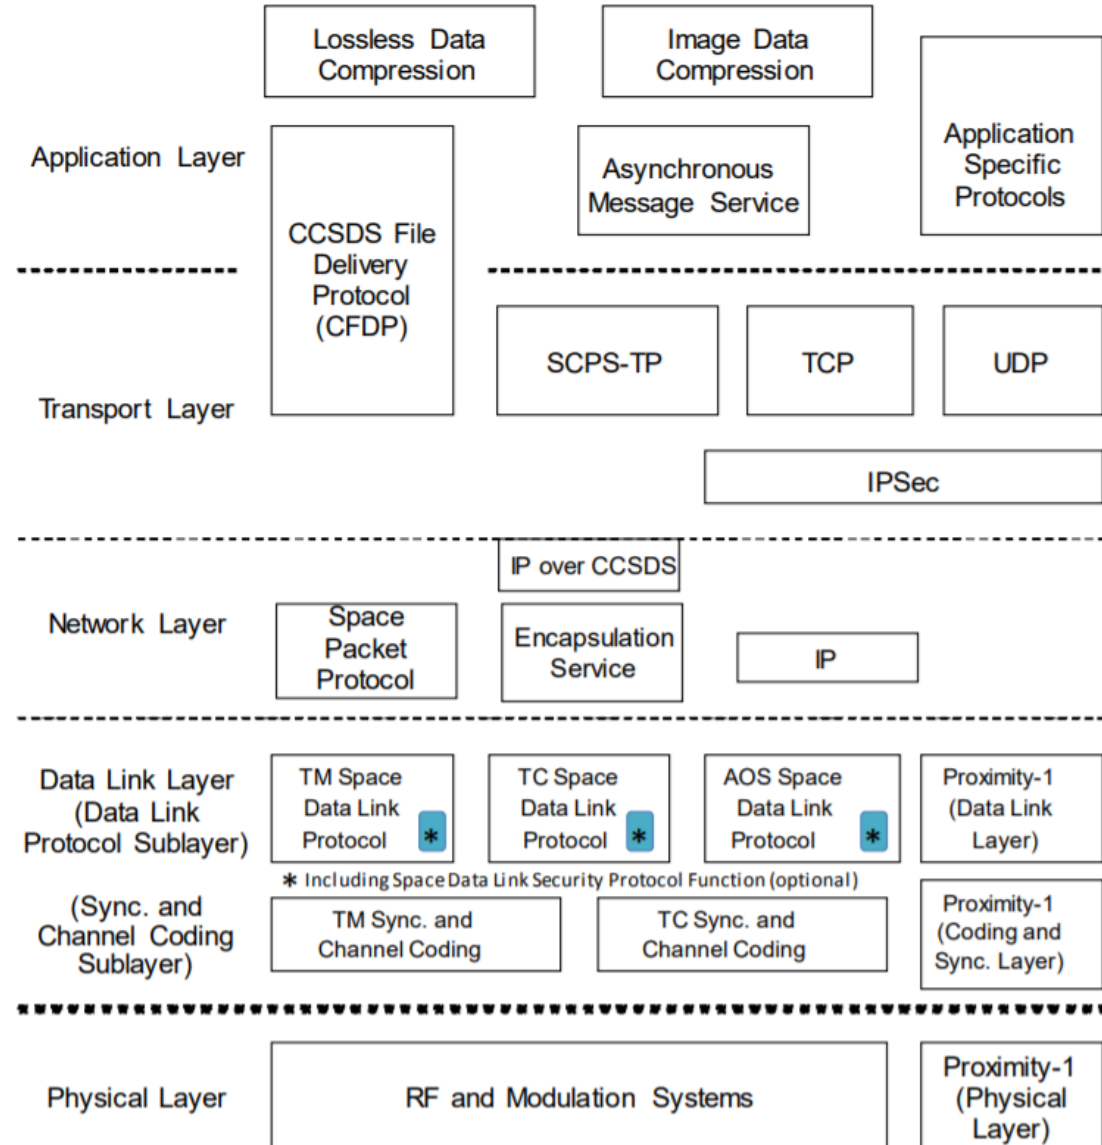 Lossless Data
Compression
Image Data
Compression
Application Layer
CCSDS File
Delivery
Protocol
(CFDP)
Asynchronous
Message Service
Application
Specific
Protocols
Transport Layer
SCPS-TP
TCP
UDP
IPSec
Network Layer
IP over CCSDS
Space
Packet
Protocol
Encapsulation
Service
IP
Data Link Layer
(Data Link
Protocol Sublayer)
TM Space
Data Link
Protocol *
TC Space
Data Link
Protocol *
AOS Space
Data Link
Protocol *
Proximity-1
(Data Link
Layer)
* Including Space Data Link Security Protocol Function (optional)
(Sync. and
Channel Coding
Sublayer)
TM Sync. and
Channel Coding
TC Sync. and
Channel Coding
Proximity-1
(Coding and
Sync. Layer)
Physical Layer
RF and Modulation Systems
Proximity-1
(Physical
Layer)